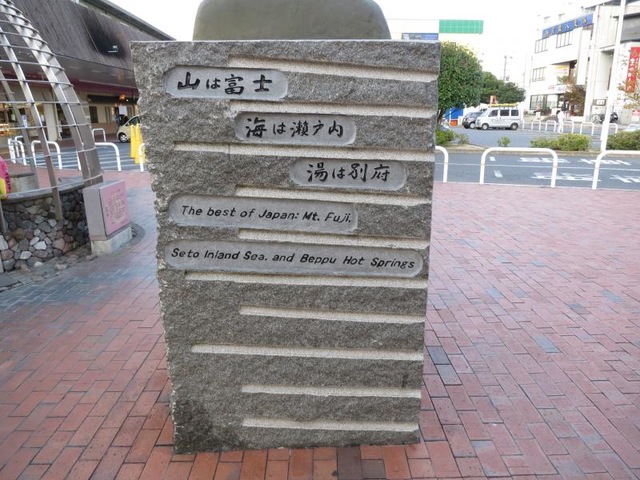 山は富士
海は瀬戸内
湯は別府
The best of Japan: Mt. Fuji,
Seto Inland Sea, and Beppu Hot Springs